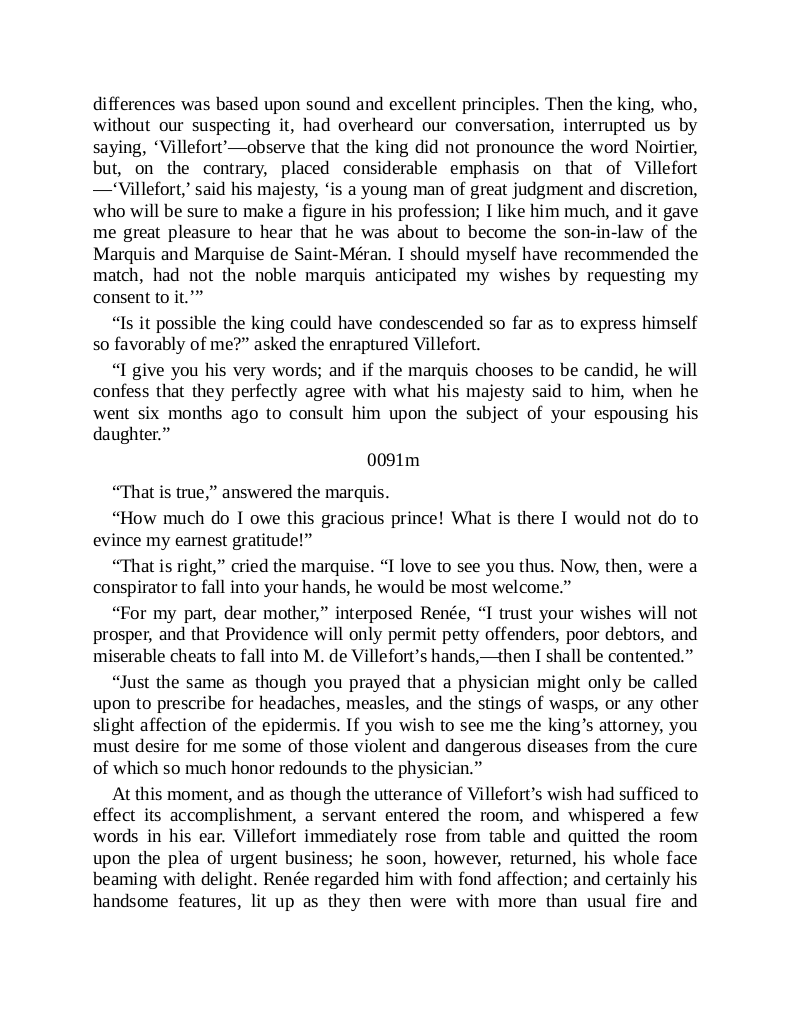 differences was based upon sound and excellent principles. Then the king, who,
without our suspecting it, had overheard our conversation, interrupted us by
saying, ‘Villefort’—observe that the king did not pronounce the word Noirtier,
but, on the contrary, placed considerable emphasis on that of Villefort
—‘Villefort,’ said his majesty, ‘is a young man of great judgment and discretion,
who will be sure to make a figure in his profession; I like him much, and it gave
me great pleasure to hear that he was about to become the son-in-law of the
Marquis and Marquise de Saint-Méran. I should myself have recommended the
match, had not the noble marquis anticipated my wishes by requesting my
consent to it.’”
“Is it possible the king could have condescended so far as to express himself
so favorably of me?” asked the enraptured Villefort.
“I give you his very words; and if the marquis chooses to be candid, he will
confess that they perfectly agree with what his majesty said to him, when he
went six months ago to consult him upon the subject of your espousing his
daughter.”
0091m
“That is true,” answered the marquis.
“How much do I owe this gracious prince! What is there I would not do to
evince my earnest gratitude!”
“That is right,” cried the marquise. “I love to see you thus. Now, then, were a
conspirator to fall into your hands, he would be most welcome.”
“For my part, dear mother,” interposed Renée, “I trust your wishes will not
prosper, and that Providence will only permit petty offenders, poor debtors, and
miserable cheats to fall into M. de Villefort’s hands,—then I shall be contented.”
“Just the same as though you prayed that a physician might only be called
upon to prescribe for headaches, measles, and the stings of wasps, or any other
slight affection of the epidermis. If you wish to see me the king’s attorney, you
must desire for me some of those violent and dangerous diseases from the cure
of which so much honor redounds to the physician.”
At this moment, and as though the utterance of Villefort’s wish had sufficed to
effect its accomplishment, a servant entered the room, and whispered a few
words in his ear. Villefort immediately rose from table and quitted the room
upon the plea of urgent business; he soon, however, returned, his whole face
beaming with delight. Renée regarded him with fond affection; and certainly his
handsome features, lit up as they then were with more than usual fire and